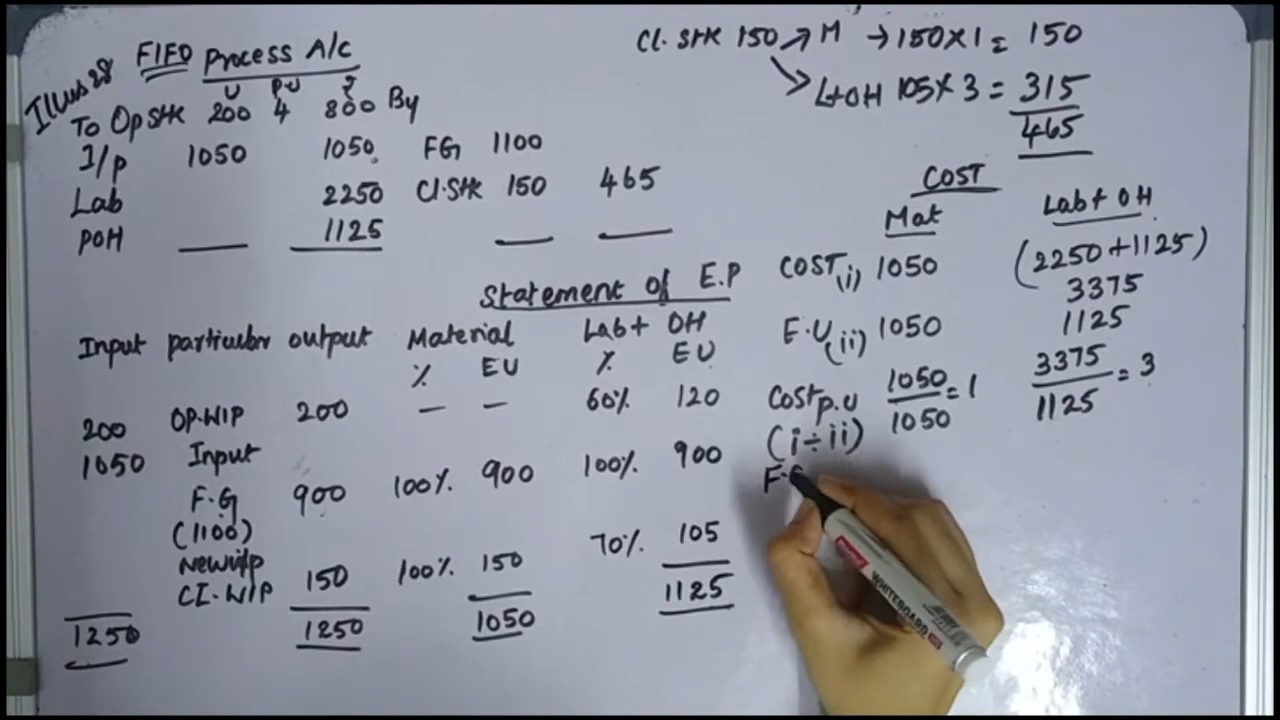 Illus 28 FIFO Process A/c
U P.U ₹
To Op Stk 200 4 800 By
I/p 1050 1050 FG 1100
Lab 2250 Cl. Stk 150 465
POH 1125
Cl. Stk 150 → M → 150 x 1 = 150
L+OH 105 x 3 = 315
465
Statement of E.P
Input particular output Material Lab + OH
% EU % EU
200 OP.WIP 200 — — 60% 120
1050 Input
F.G 900 100% 900 100% 900
(1100)
New i/p
Cl. WIP 150 100% 150 70% 105
1250 1250 1050 1125
COST
Mat Lab + OH
COST (i) 1050 (2250+1125)
3375
E.U (ii) 1050 1125
Cost p.u 1050/1050 = 1 3375/1125 = 3
(i ÷ ii)
F.G
WHITEBOARD